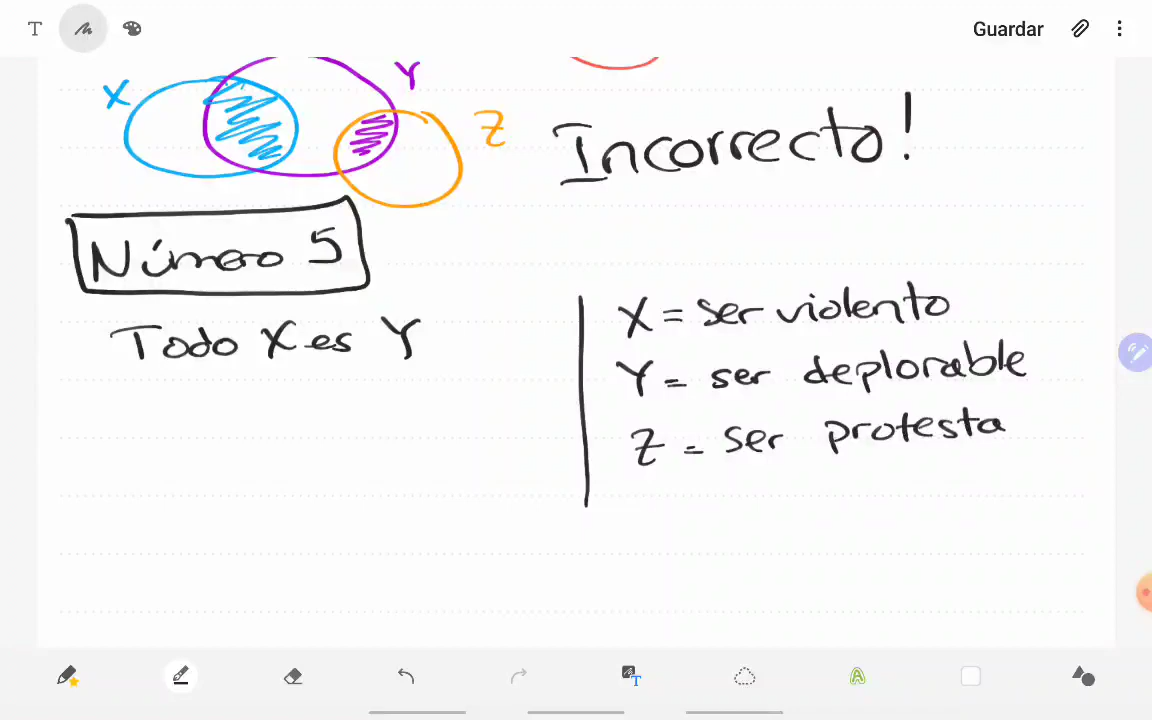 T
Guardar
X
Y
Z
Incorrecto!
Número 5
Todo X es Y
X = ser violento
Y = ser deplorable
Z = ser protesta
T
A